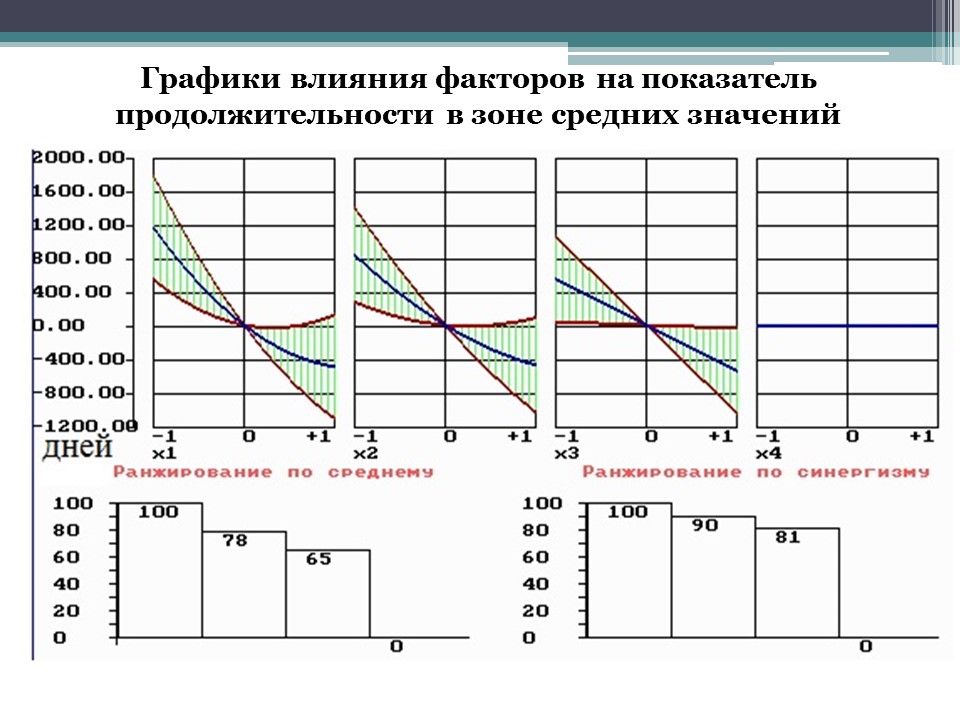 Графики влияния факторов на показатель
продолжительности в зоне средних значений
2000.00
1600.00
1200.00
800.00
400.00
0.00
-400.00
-800.00
-1200.00
дней
-1 0 +1 -1 0 +1 -1 0 +1 -1 0 +1
x1 x2 x3 x4
Ранжирование по среднему Ранжирование по синергизму
100 100
80 80
60 60
40 40
20 20
0 0
100 78 65 0 100 90 81 0